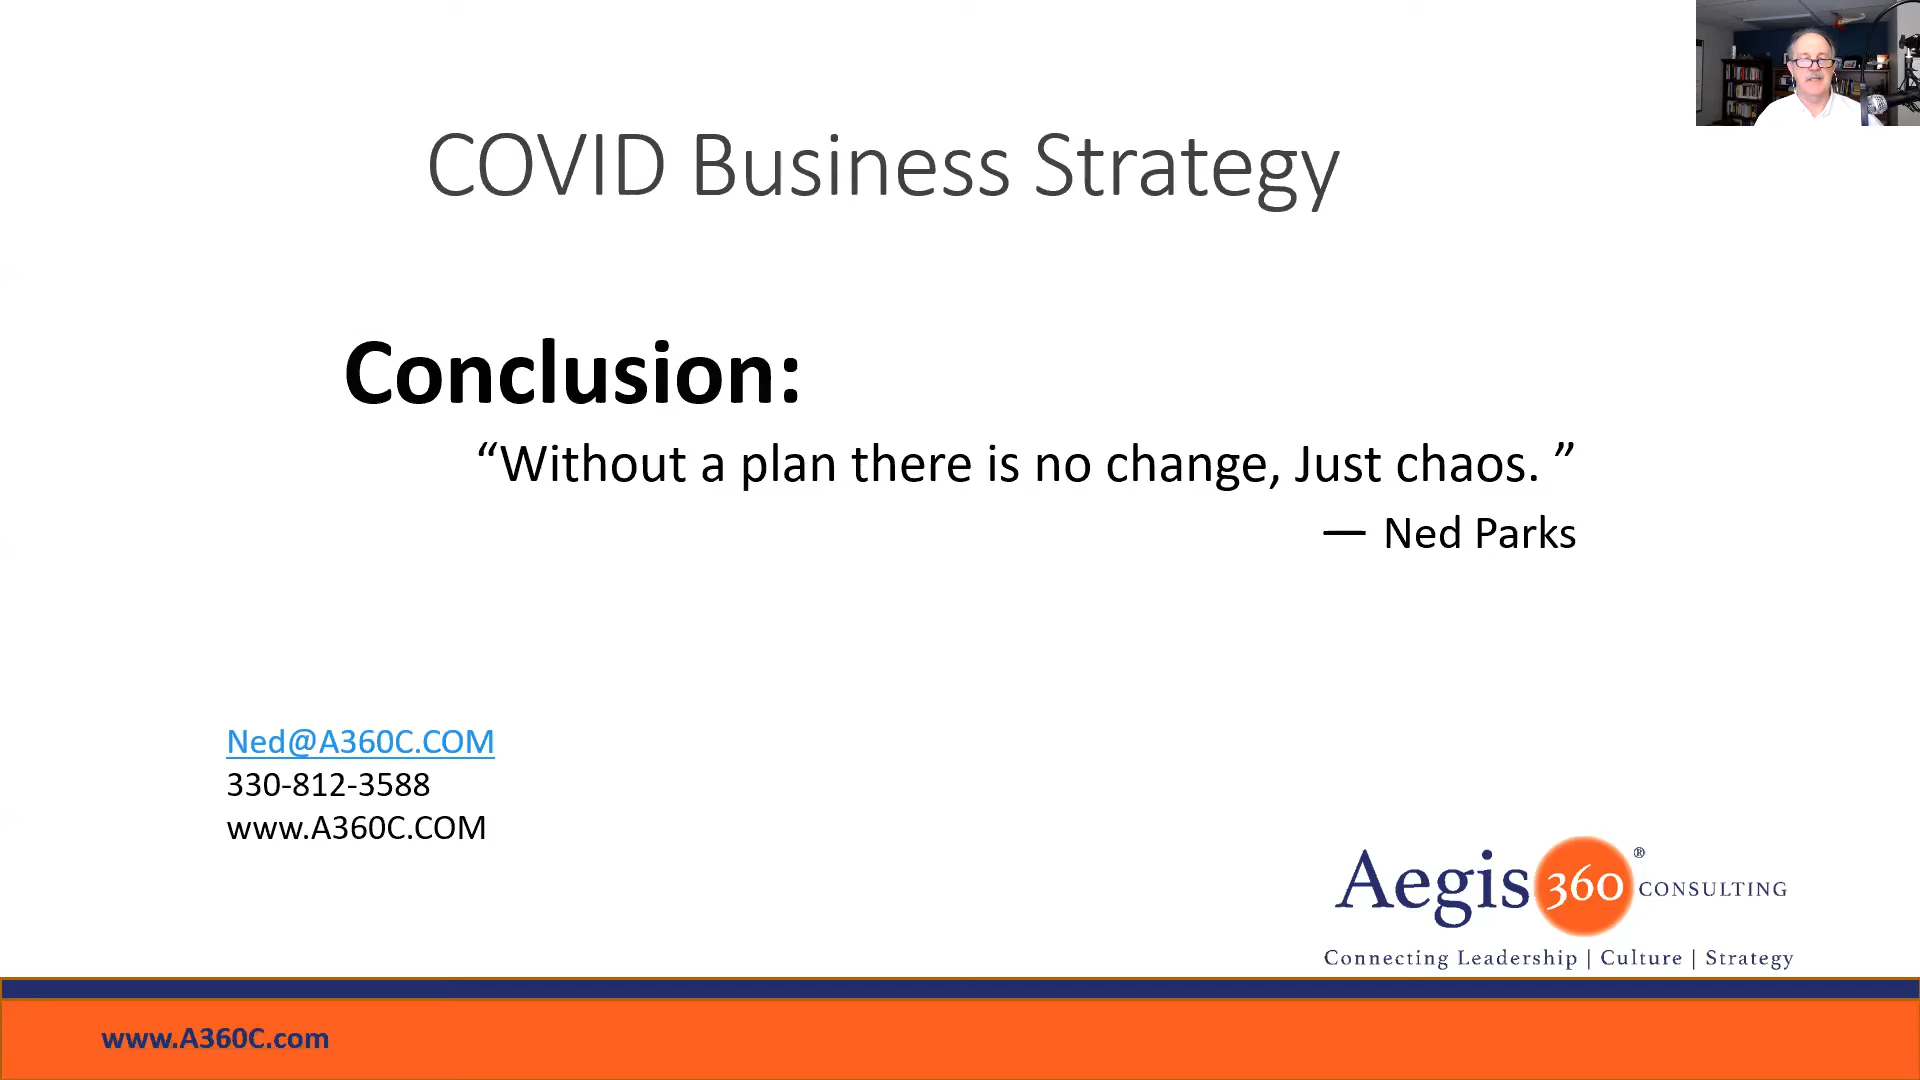 COVID Business Strategy
Conclusion:
“Without a plan there is no change, Just chaos. ”
— Ned Parks
Ned@A360C.COM
330-812-3588
www.A360C.COM
Aegis 360 ® CONSULTING
Connecting Leadership | Culture | Strategy
www.A360C.com